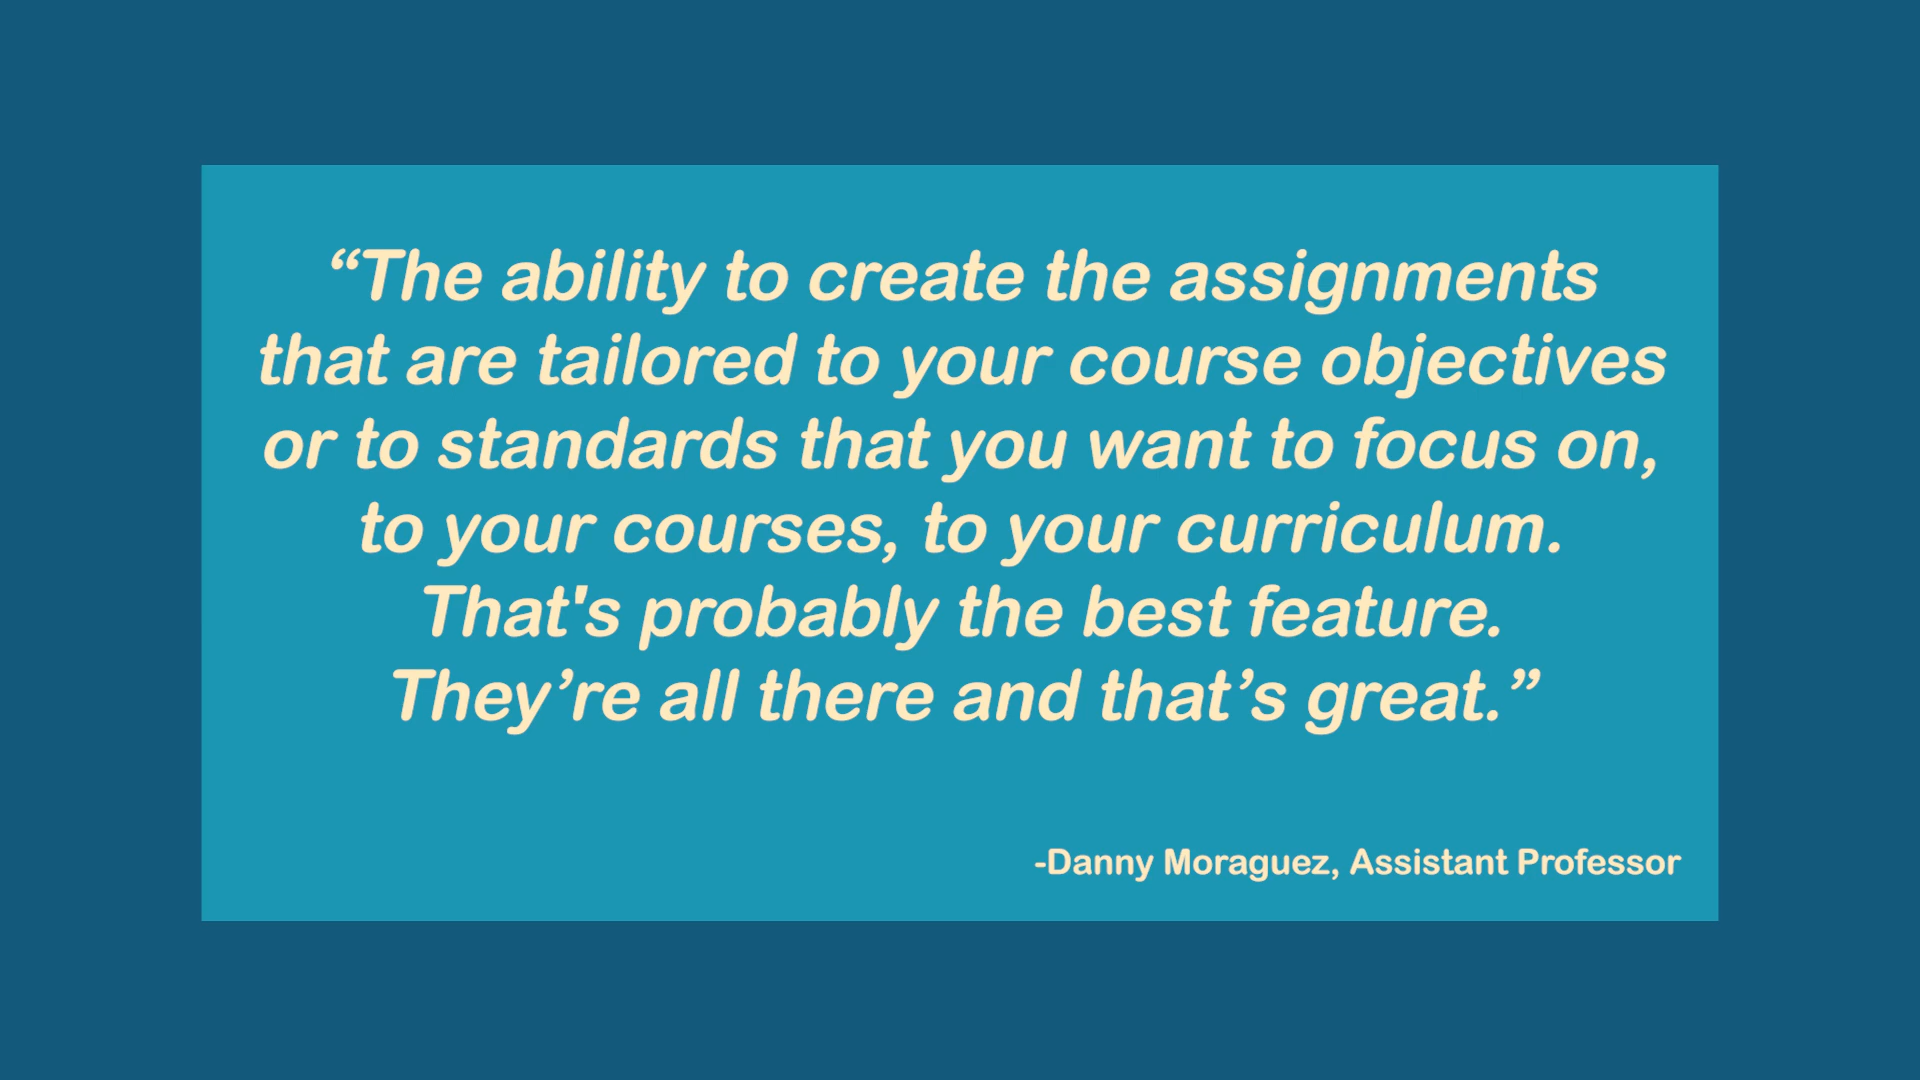 “The ability to create the assignments
that are tailored to your course objectives
or to standards that you want to focus on,
to your courses, to your curriculum.
That's probably the best feature.
They’re all there and that’s great.”
-Danny Moraguez, Assistant Professor